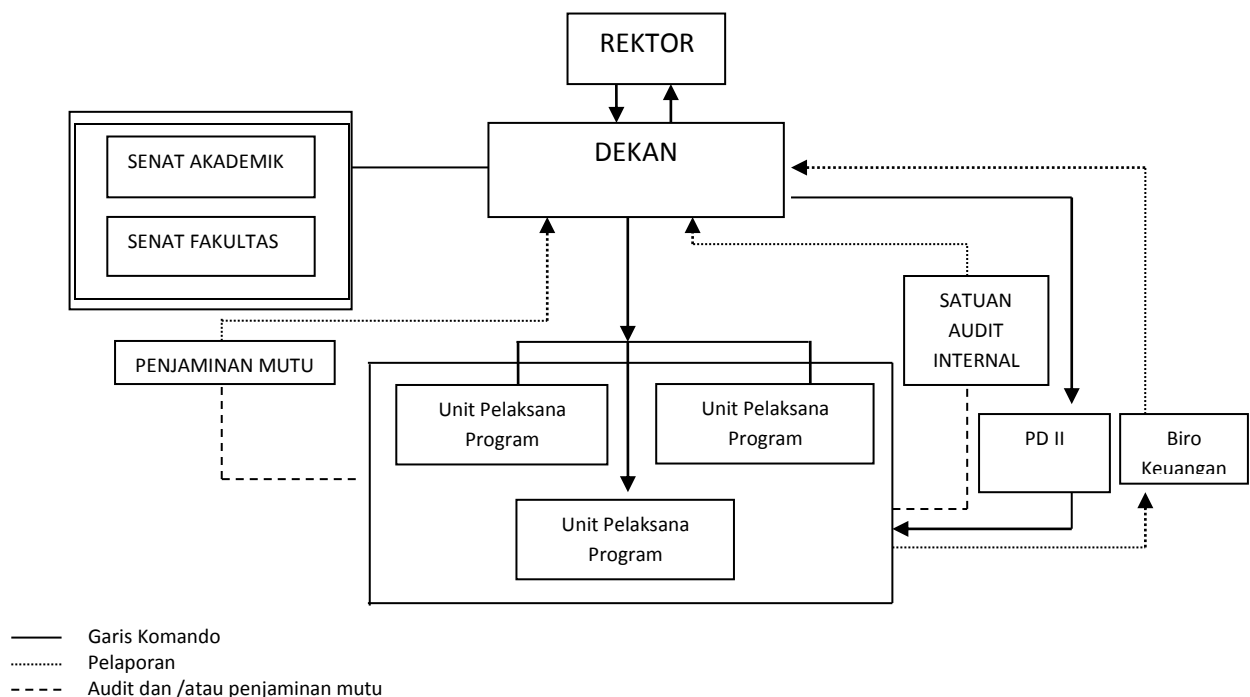 REKTOR
DEKAN
SENAT AKADEMIK
SENAT FAKULTAS
PENJAMINAN MUTU
SATUAN
AUDIT
INTERNAL
Unit Pelaksana
Program
Unit Pelaksana
Program
Unit Pelaksana
Program
PD II
Biro
Keuangan
Garis Komando
Pelaporan
Audit dan /atau penjaminan mutu